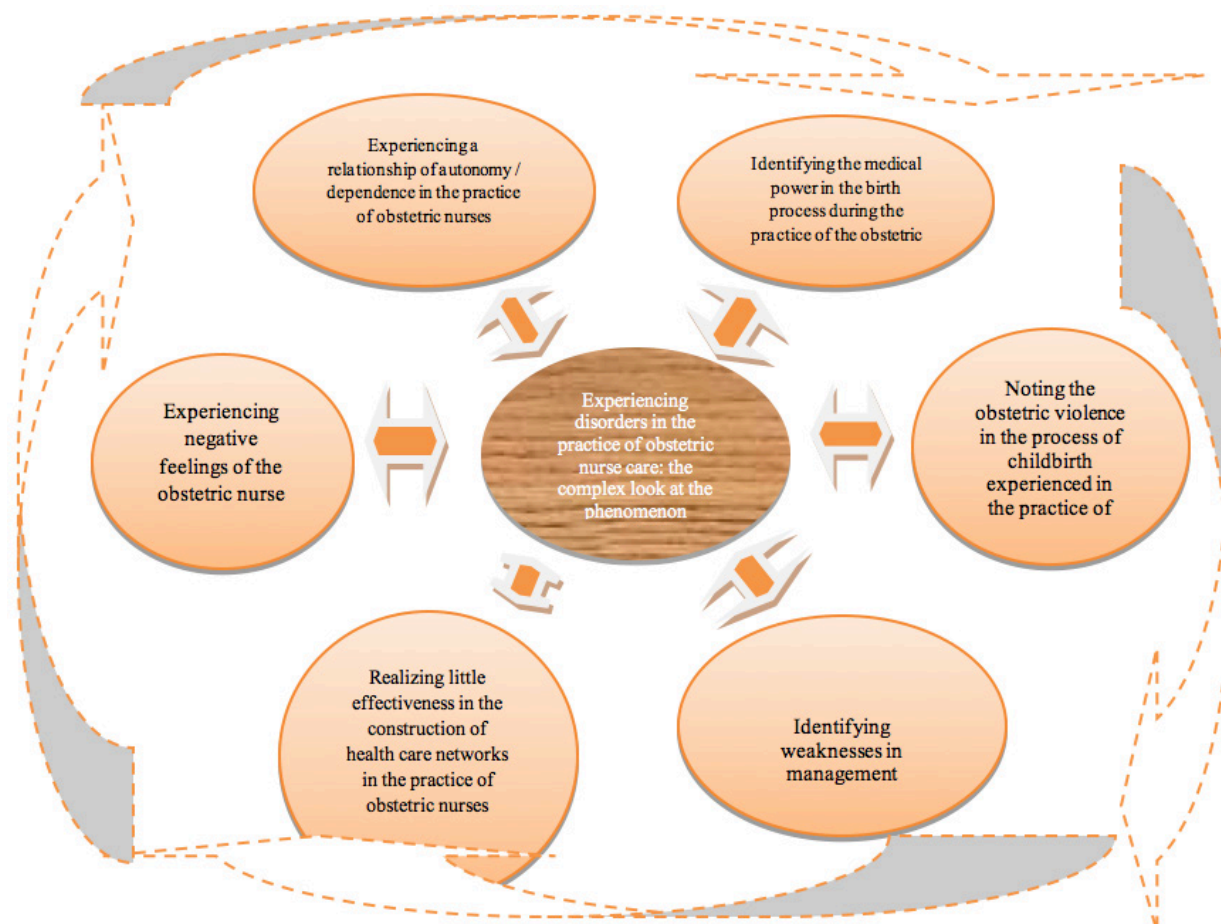 Experiencing a
relationship of autonomy /
dependence in the practice
of obstetric nurses
Identifying the medical
power in the birth
process during the
practice of the obstetric
Experiencing
negative
feelings of the
obstetric nurse
Experiencing
disorders in the
practice of obstetric
nurse care: the
complex look at the
phenomenon
Noting the
obstetric violence
in the process of
childbirth
experienced in
the practice of
Realizing little
effectiveness in the
construction of
health care networks
in the practice of
obstetric nurses
Identifying
weaknesses in
management